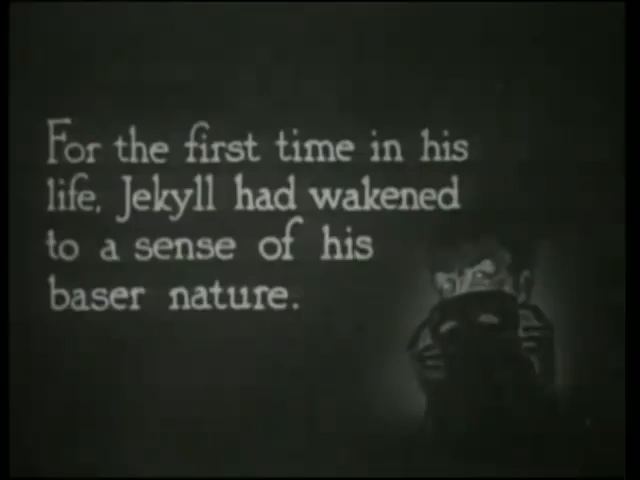 For the first time in his
life, Jekyll had wakened
to a sense of his
baser nature.